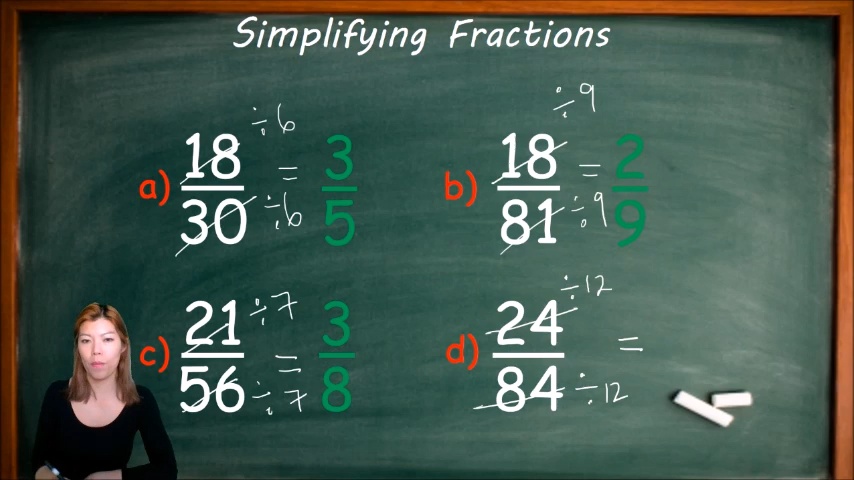 Simplifying Fractions
a) 18/30 ÷6 ÷6 = 3/5
b) 18/81 ÷9 ÷9 = 2/9
c) 21/56 ÷7 ÷7 = 3/8
d) 24/84 ÷12 ÷12 =